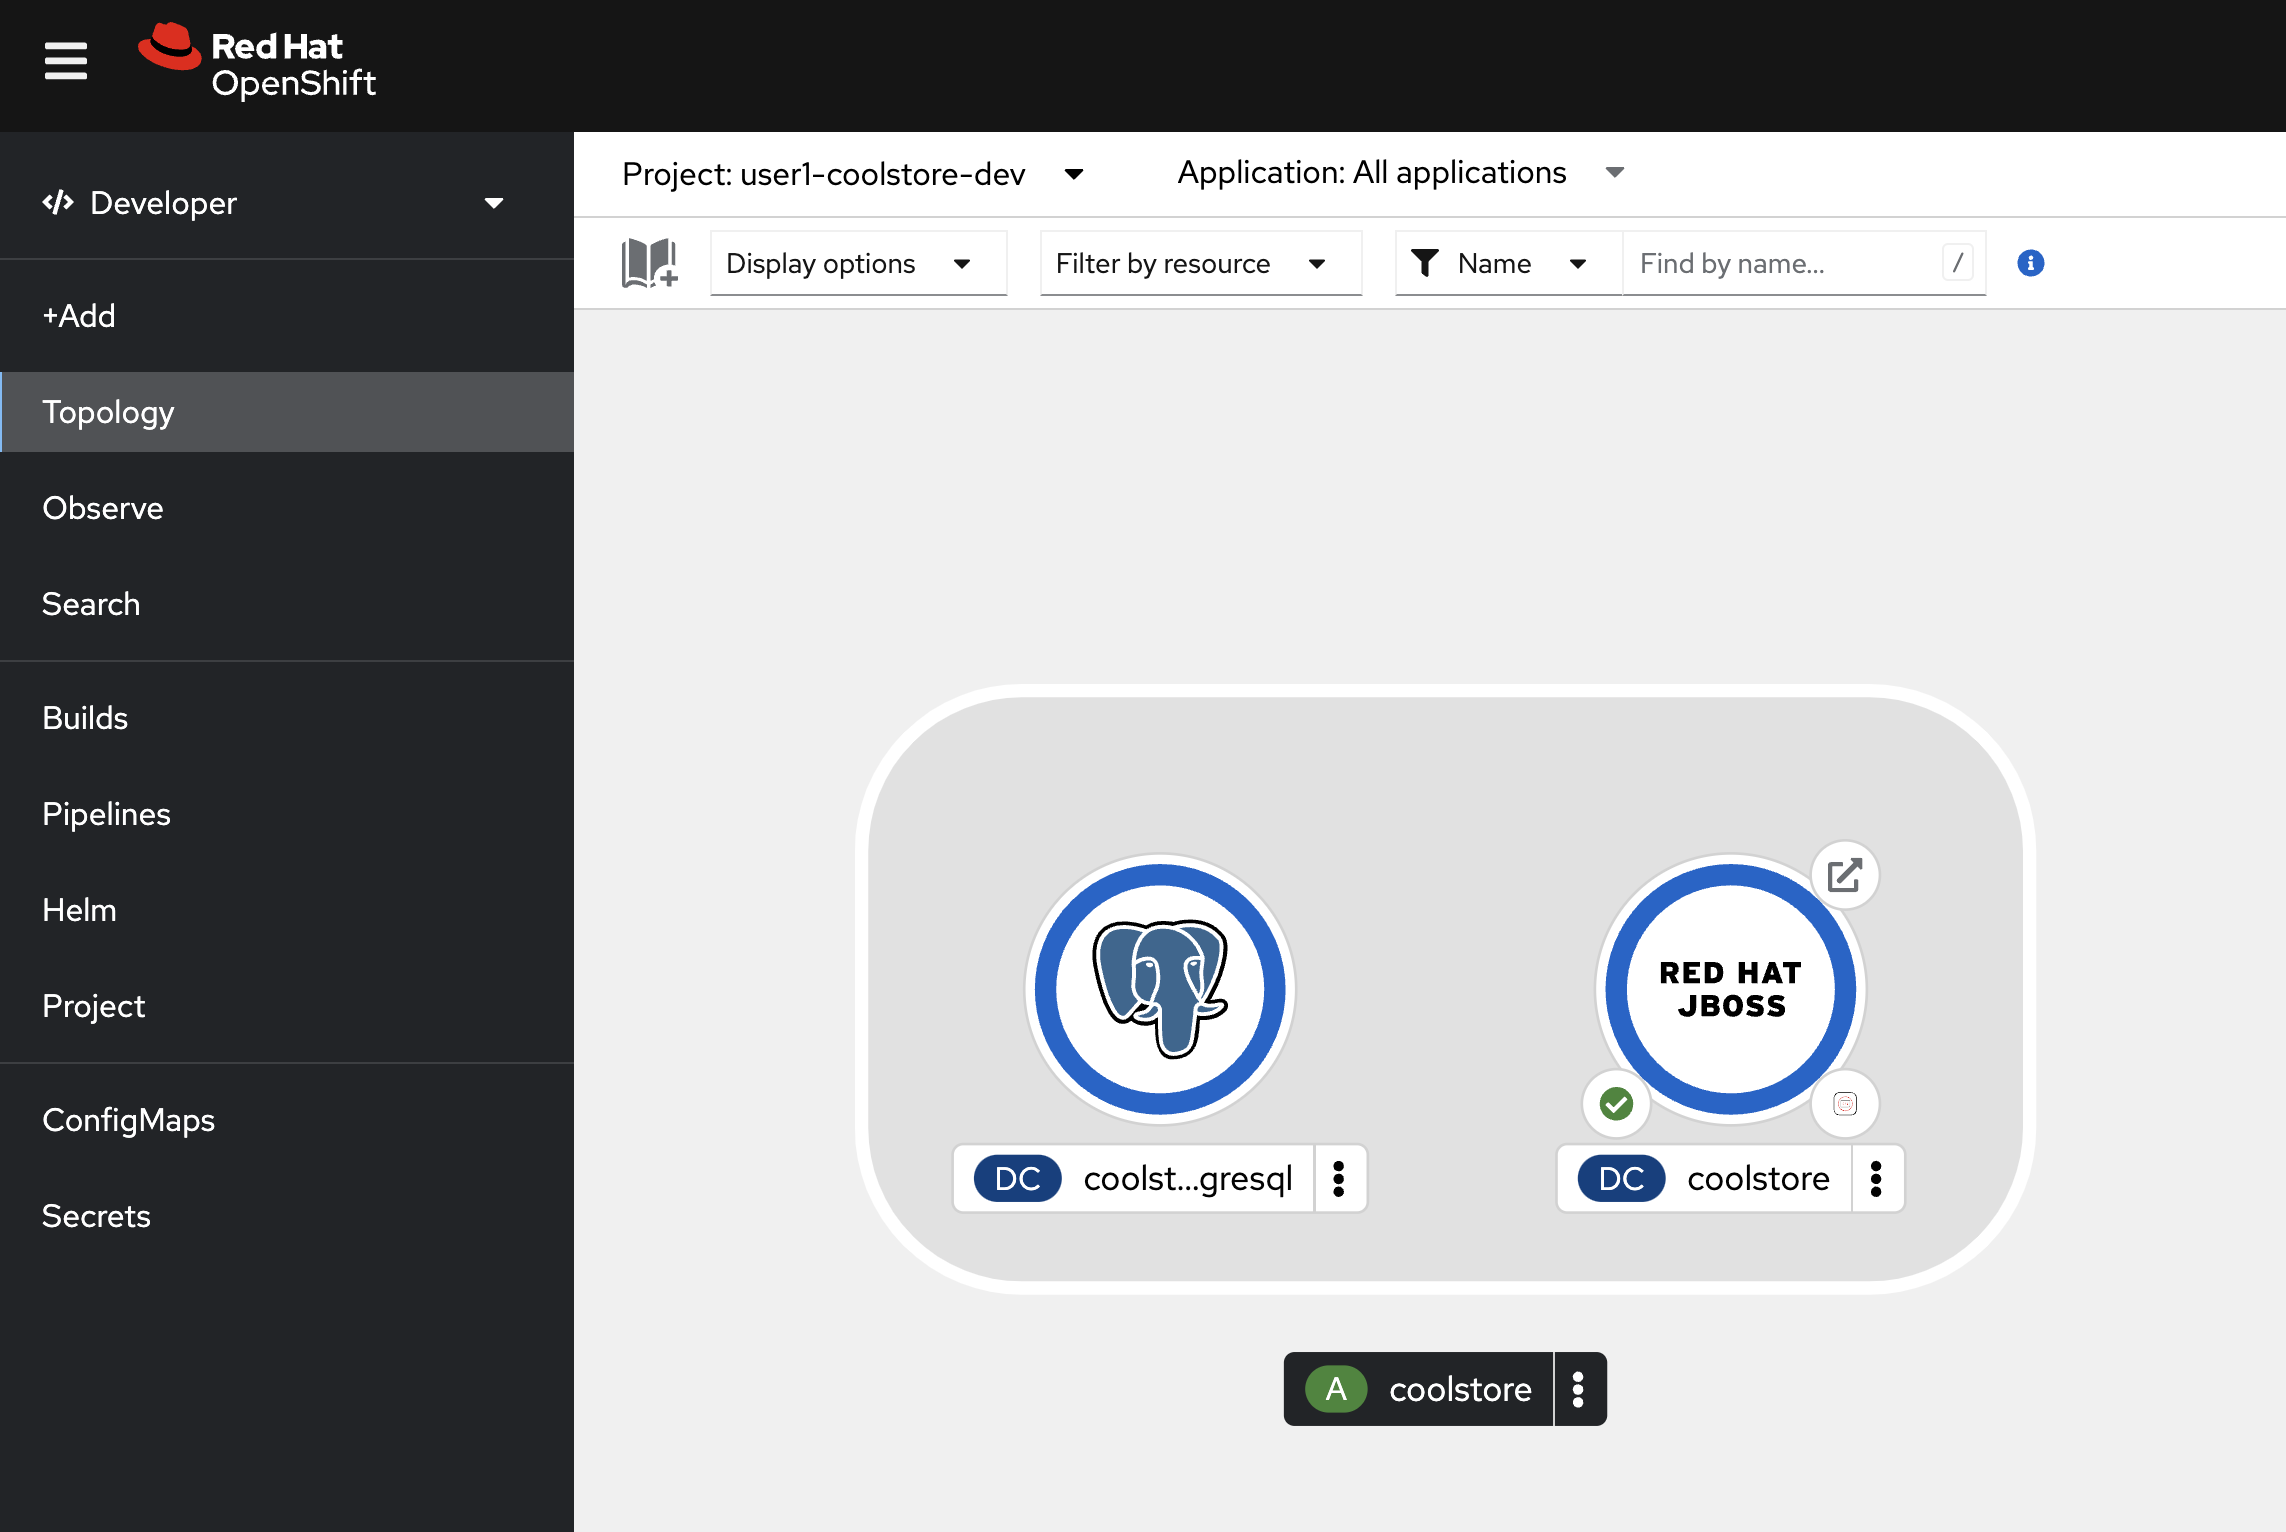 Red Hat
OpenShift
Developer
+Add
Topology
Observe
Search
Builds
Pipelines
Helm
Project
ConfigMaps
Secrets
Project: user1-coolstore-dev
Application: All applications
Display options
Filter by resource
Name
Find by name...
/
RED HAT
JBOSS
DC coolst...gresql
DC coolstore
A coolstore